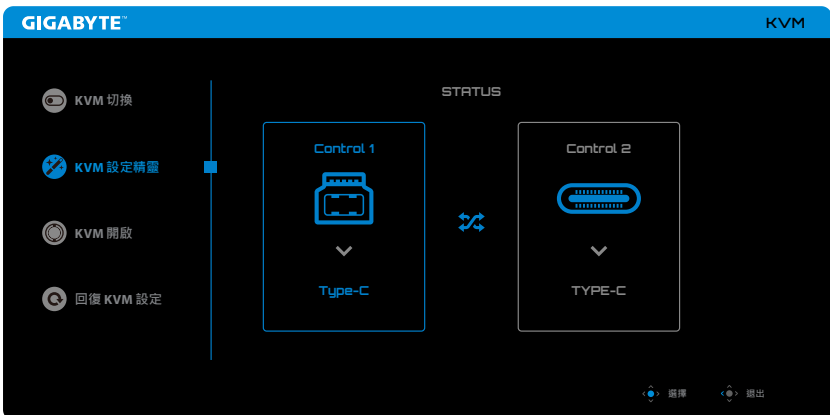 GIGABYTE™
KVM
KVM 切換
KVM 設定精靈
KVM 開啟
回復 KVM 設定
STATUS
Control 1
Type-C
Control 2
TYPE-C
選擇
退出